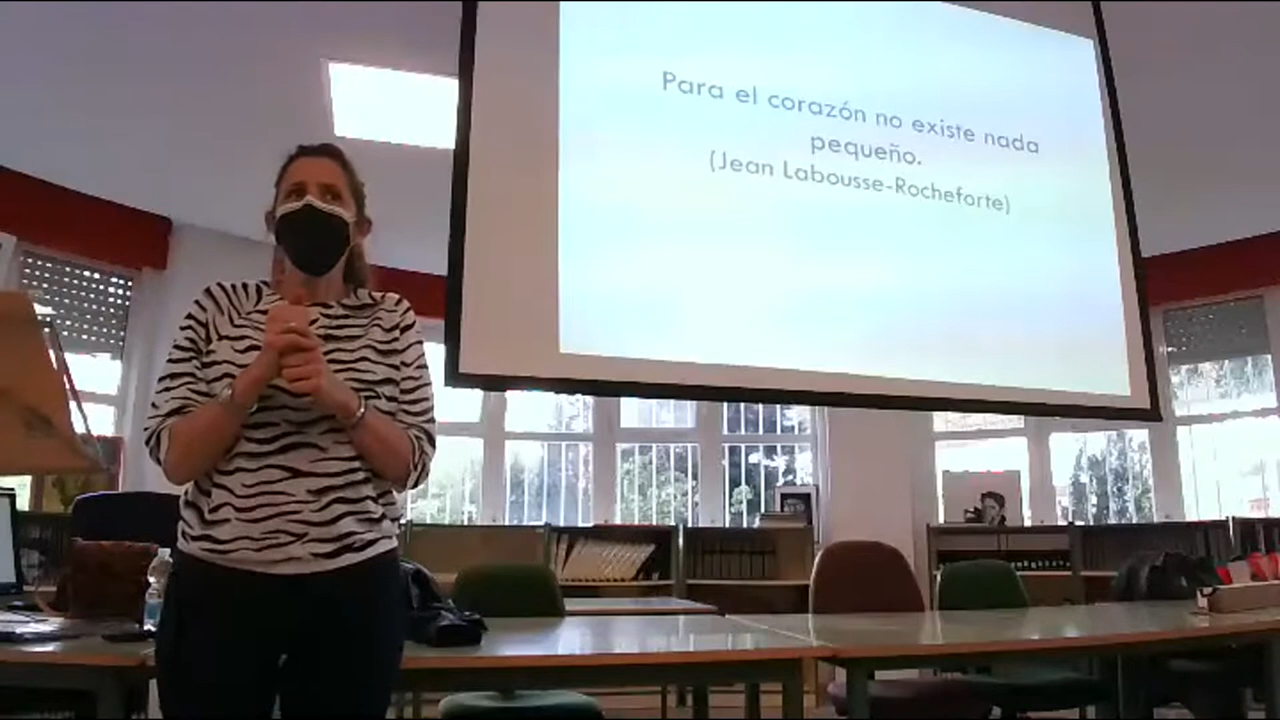 Para el corazón no existe nada
pequeño.
(Jean Labousse-Rocheforte)